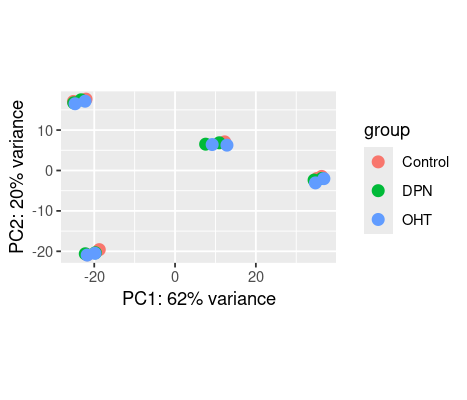 10
0
-10
-20
-20
0
20
PC1: 62% variance
PC2: 20% variance
group
Control
DPN
OHT